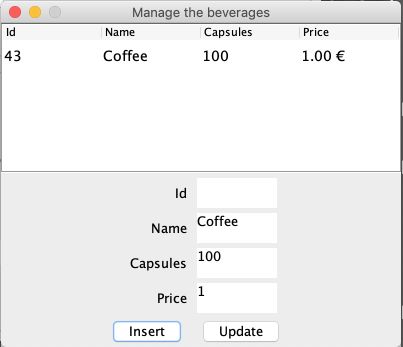 Manage the beverages
Id Name Capsules Price
43 Coffee 100 1.00 €
Id
Name Coffee
Capsules 100
Price 1
Insert Update